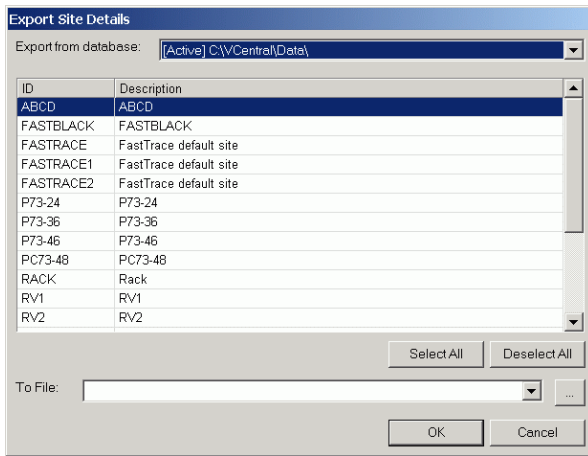 Export Site Details
Export from database: [Active] C:\VCentral\Data\
ID Description
ABCD ABCD
FASTBLACK FASTBLACK
FASTRACE FastTrace default site
FASTRACE1 FastTrace default site
FASTRACE2 FastTrace default site
P73-24 P73-24
P73-36 P73-36
P73-46 P73-46
PC73-48 PC73-48
RACK Rack
RV1 RV1
RV2 RV2
Select All Deselect All
To File: ...
OK Cancel